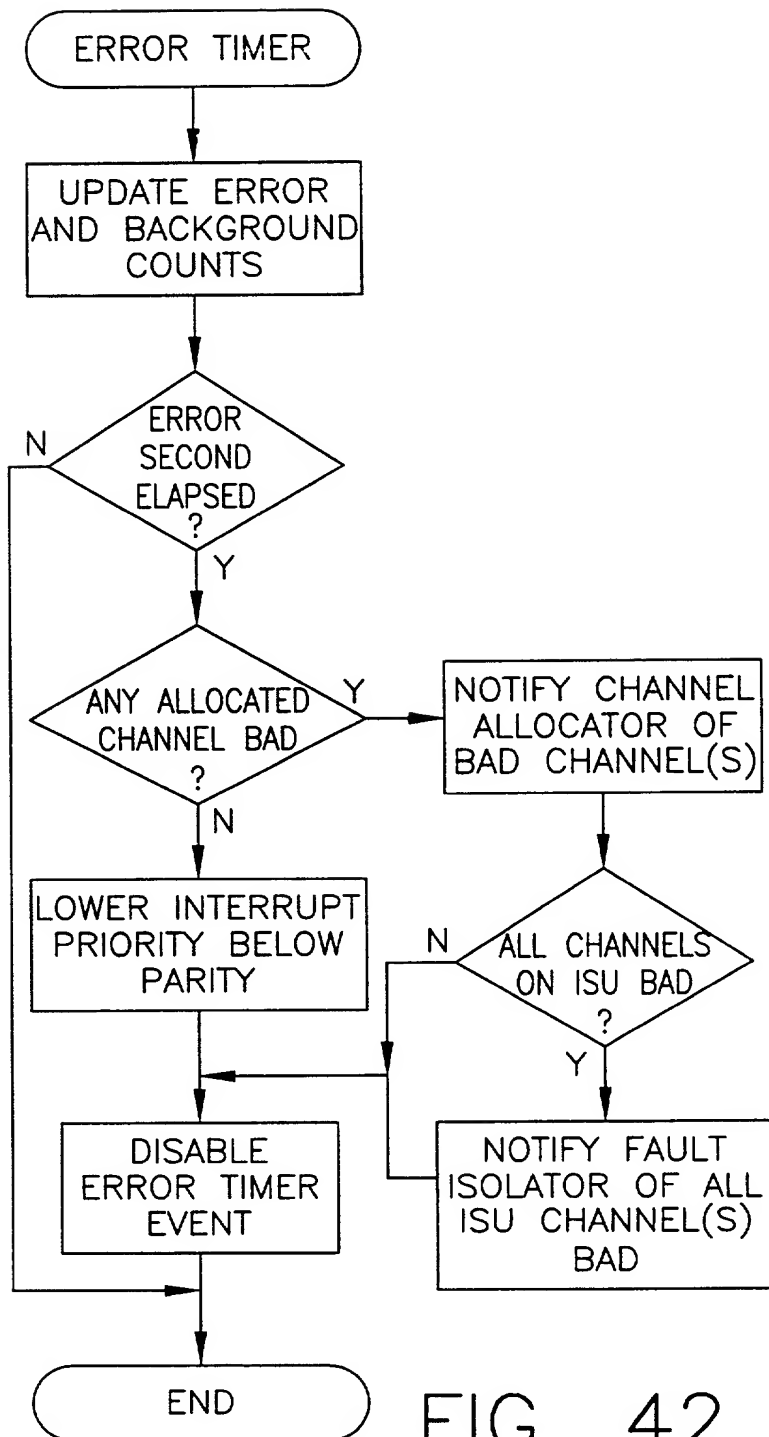 ERROR TIMER
UPDATE ERROR
AND BACKGROUND
COUNTS
ERROR
SECOND
ELAPSED
?
N
Y
ANY ALLOCATED
CHANNEL BAD
?
Y
N
NOTIFY CHANNEL
ALLOCATOR OF
BAD CHANNEL(S)
LOWER INTERRUPT
PRIORITY BELOW
PARITY
ALL CHANNELS
ON ISU BAD
?
N
Y
DISABLE
ERROR TIMER
EVENT
NOTIFY FAULT
ISOLATOR OF ALL
ISU CHANNEL(S)
BAD
END
FIG. 42